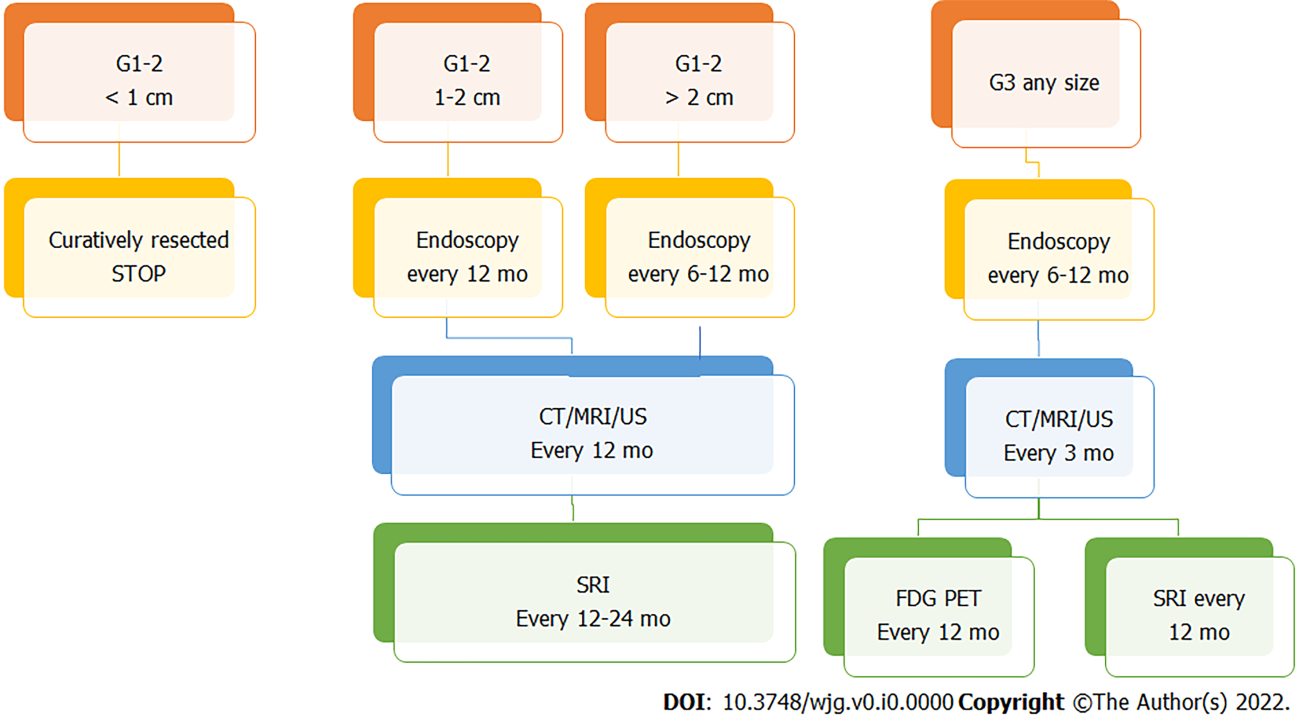 G1-2
< 1 cm
G1-2
1-2 cm
G1-2
> 2 cm
G3 any size
Curatively resected
STOP
Endoscopy
every 12 mo
Endoscopy
every 6-12 mo
Endoscopy
every 6-12 mo
CT/MRI/US
Every 12 mo
CT/MRI/US
Every 3 mo
SRI
Every 12-24 mo
FDG PET
Every 12 mo
SRI every
12 mo
DOI: 10.3748/wjg.v0.i0.0000 Copyright ©The Author(s) 2022.